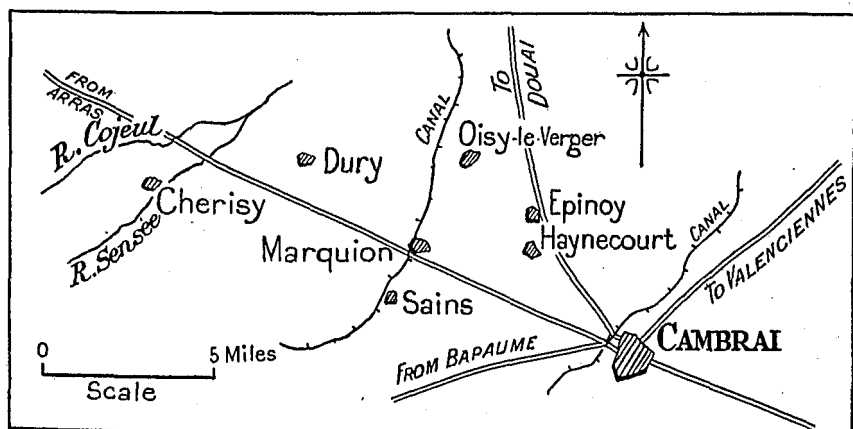 FROM
ARRAS
R. Cojeul
Cherisy
R. Sensée
Dury
CANAL
TO
DOUAI
Oisy-le-Verger
Epinoy
Haynecourt
Marquion
Sains
CANAL
TO VALENCIENNES
CAMBRAI
FROM BAPAUME
0
5 Miles
Scale